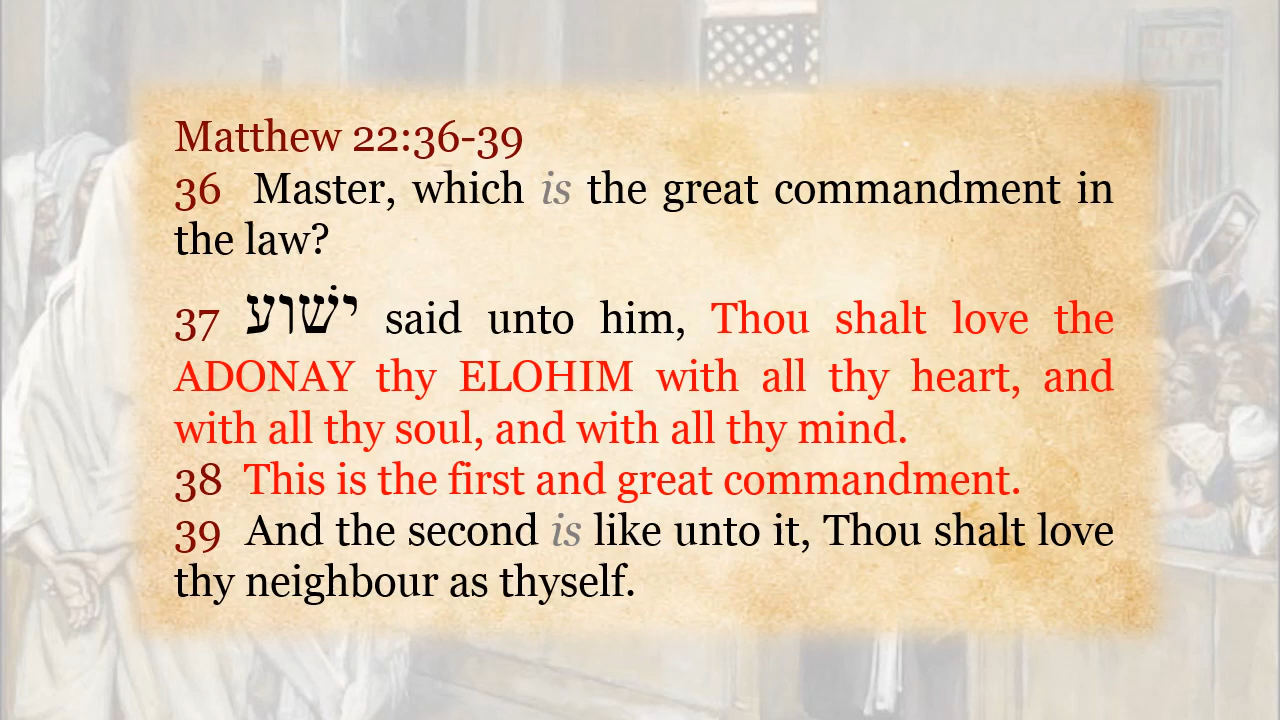 Matthew 22:36-39
36 Master, which is the great commandment in
the law?
37 ישׁוע said unto him, Thou shalt love the
ADONAY thy ELOHIM with all thy heart, and
with all thy soul, and with all thy mind.
38 This is the first and great commandment.
39 And the second is like unto it, Thou shalt love
thy neighbour as thyself.